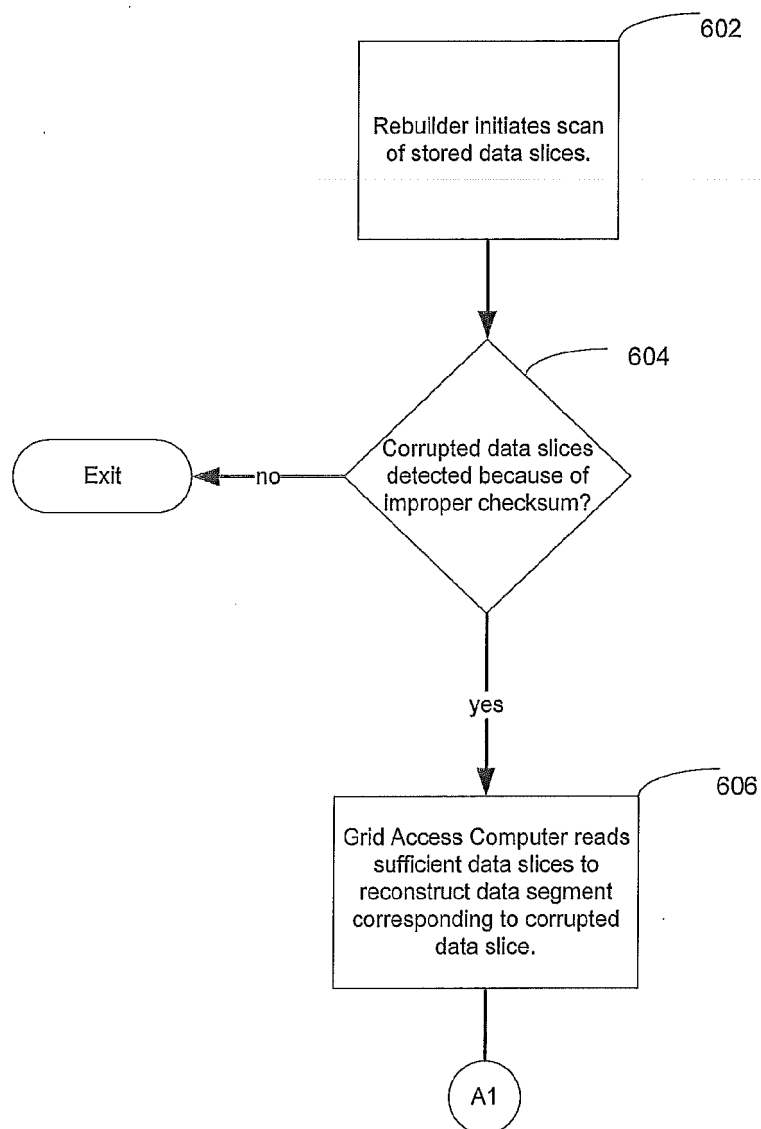 602
Rebuilder initiates scan
of stored data slices.
604
Corrupted data slices
detected because of
improper checksum?
no
Exit
yes
606
Grid Access Computer reads
sufficient data slices to
reconstruct data segment
corresponding to corrupted
data slice.
A1